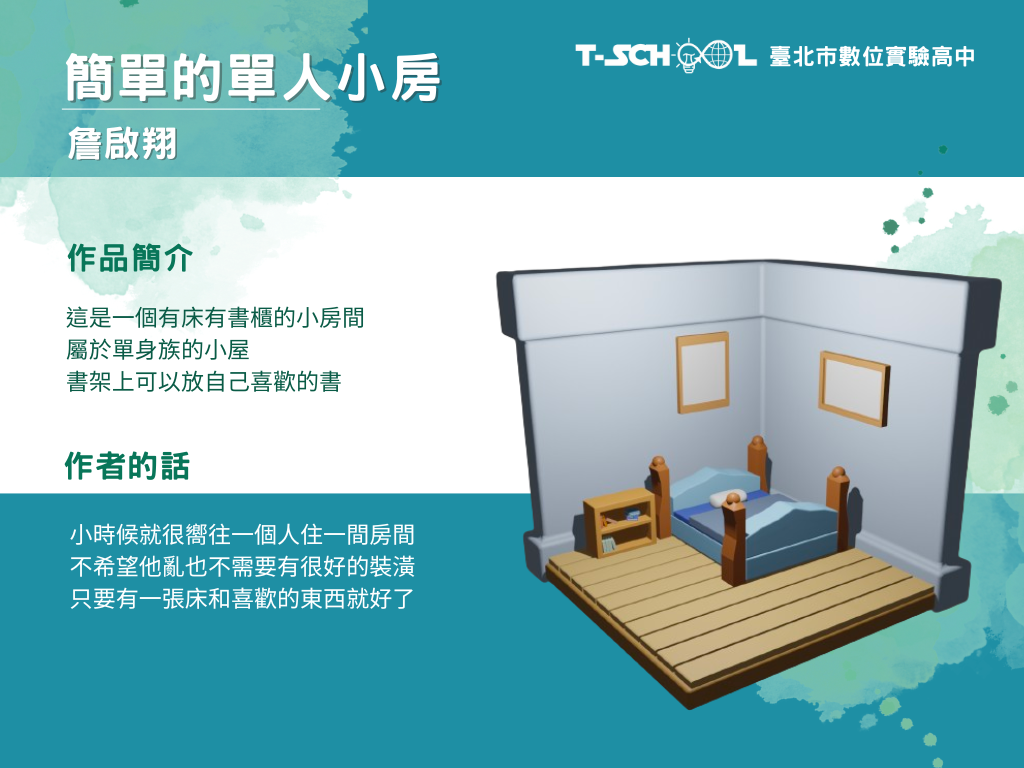 簡單的單人小房
詹啟翔
T-SCHOOL 臺北市數位實驗高中
作品簡介
這是一個有床有書櫃的小房間
屬於單身族的小屋
書架上可以放自己喜歡的書
作者的話
小時候就很嚮往一個人住一間房間
不希望他亂也不需要有很好的裝潢
只要有一張床和喜歡的東西就好了